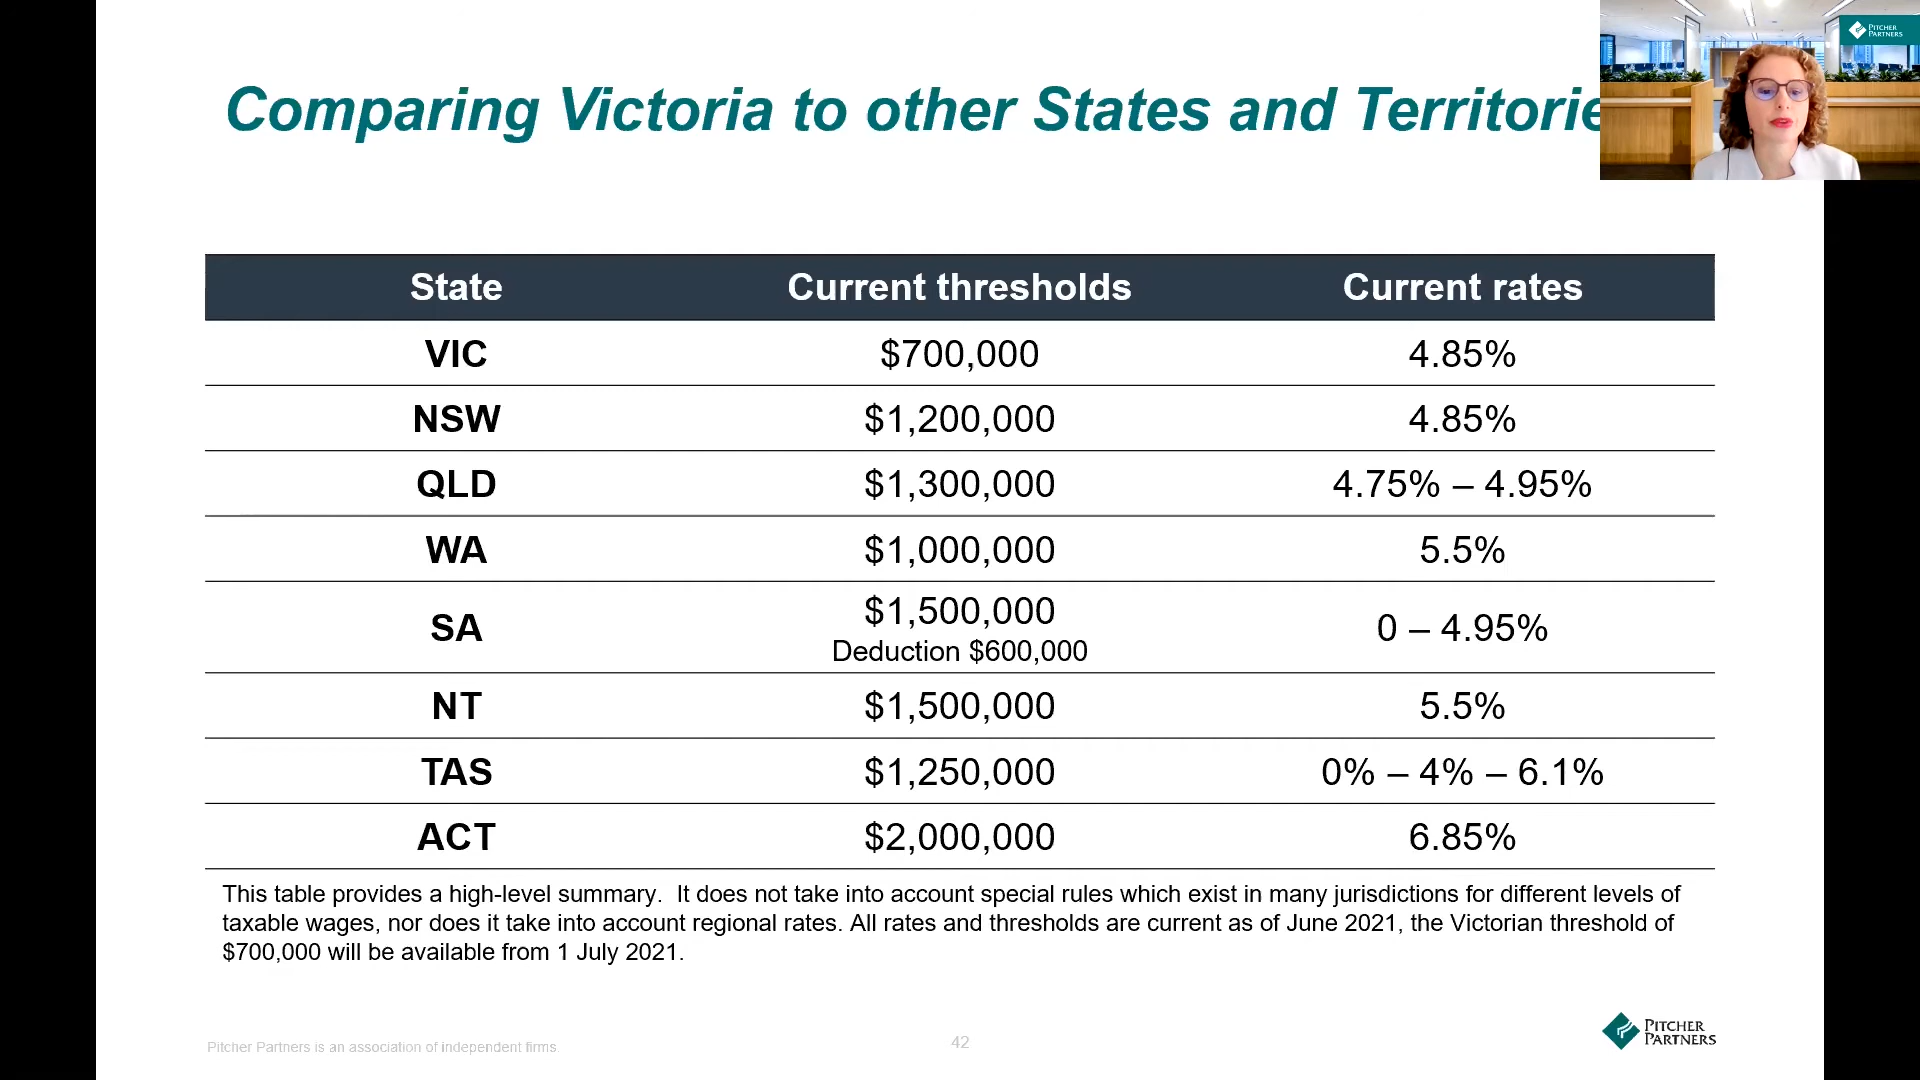 Comparing Victoria to other States and Territorie
PITCHER
PARTNERS
State Current thresholds Current rates
VIC $700,000 4.85%
NSW $1,200,000 4.85%
QLD $1,300,000 4.75% – 4.95%
WA $1,000,000 5.5%
SA $1,500,000 0 – 4.95%
Deduction $600,000
NT $1,500,000 5.5%
TAS $1,250,000 0% – 4% – 6.1%
ACT $2,000,000 6.85%
This table provides a high-level summary. It does not take into account special rules which exist in many jurisdictions for different levels of
taxable wages, nor does it take into account regional rates. All rates and thresholds are current as of June 2021, the Victorian threshold of
$700,000 will be available from 1 July 2021.
Pitcher Partners is an association of independent firms.
42
PITCHER
PARTNERS